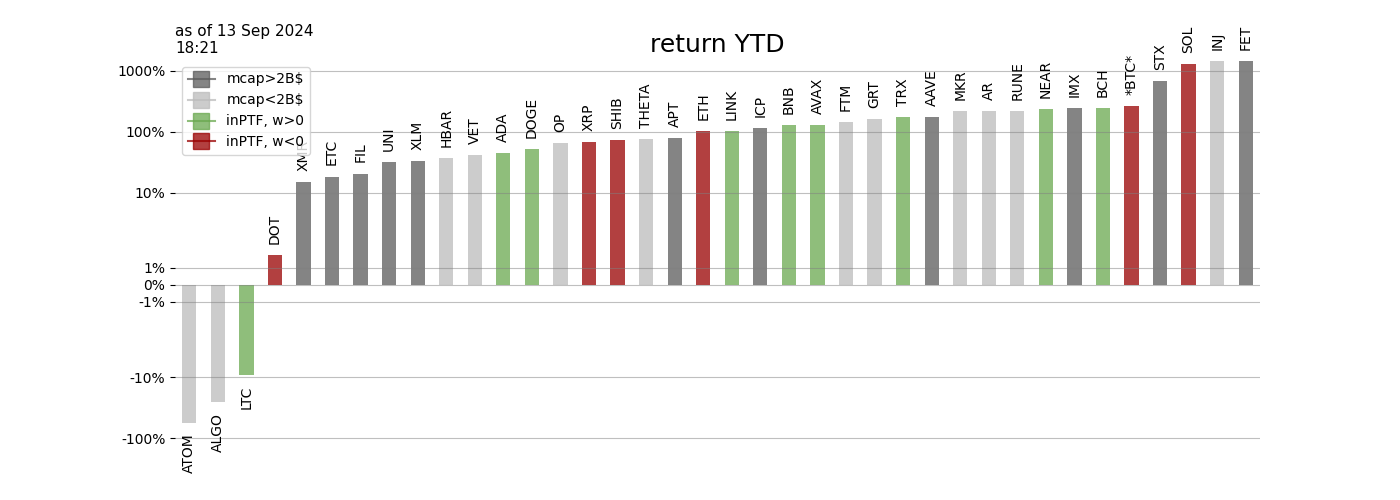 as of 13 Sep 2024
18:21
return YTD
1000%
100%
10%
1%
0%
-1%
-10%
-100%
mcap>2B$
mcap<2B$
inPTF, w>0
inPTF, w<0
ATOM
ALGO
LTC
DOT
ETC
FIL
UNI
XLM
HBAR
VET
ADA
DOGE
OP
XRP
SHIB
THETA
APT
ETH
LINK
ICP
BNB
AVAX
FTM
GRT
TRX
AAVE
MKR
AR
RUNE
NEAR
IMX
BCH
*BTC*
STX
SOL
INJ
FET